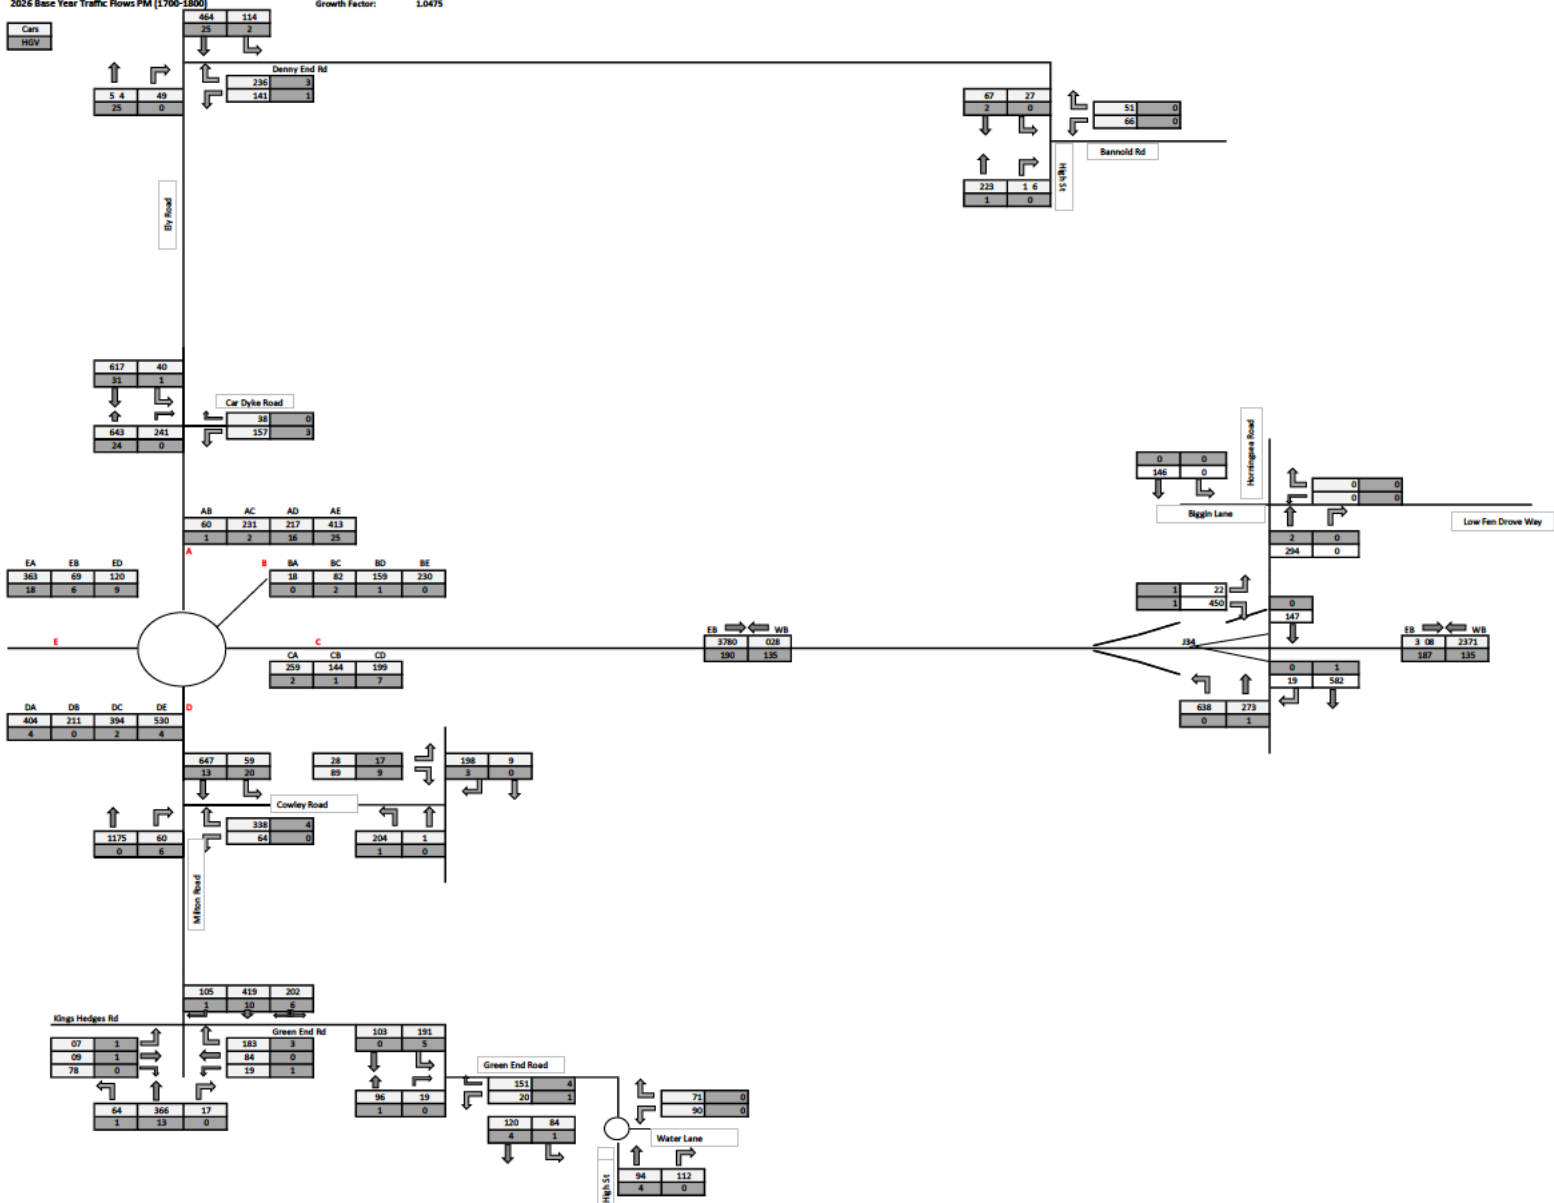 2026 Base Year Traffic Flows PM (1700-1800) Growth Factor: 1.0475
464 114
25 2
Cars
HGV
Denny End Rd
236 3
141 1
5 4 49
25 0
67 27
2 0
51 0
66 0
Bannold Rd
High St
223 1 6
1 0
Ely Road
617 40
31 1
Car Dyke Road
38 0
157 3
643 241
24 0
Horningsea Road
0 0
146 0
0 0
0 0
Biggin Lane
Low Fen Drove Way
2 0
294 0
AB AC AD AE
60 231 217 413
1 2 16 25
A
EA EB ED
363 69 120
18 6 9
B BA BC BD BE
18 82 159 230
0 2 1 0
1 22
1 450
0
147
E C
EB WB
3780 028
190 135
J34
EB WB
3 08 2371
187 135
CA CB CD
259 144 199
2 1 7
0 1
19 582
638 273
0 1
DA DB DC DE
404 211 394 530
4 0 2 4
D
647 59
13 20
28 17
89 9
198 9
3 0
Cowley Road
338 4
64 0
1175 60
0 6
204 1
1 0
Milton Road
105 419 202
1 10 6
Kings Hedges Rd
Green End Rd
07 1
09 1
78 0
183 3
84 0
19 1
103 191
0 5
Green End Road
151 4
20 1
96 19
1 0
64 366 17
1 13 0
71 0
90 0
120 84
4 1
Water Lane
High St
94 112
4 0